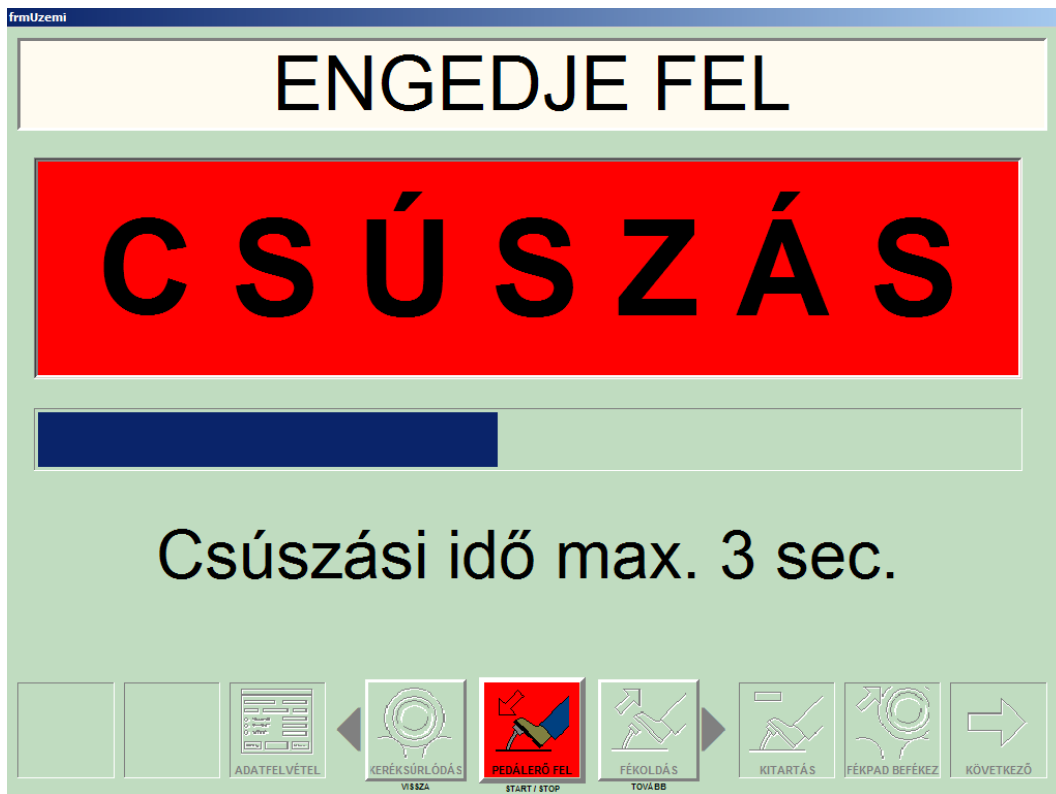 frmUzemi
ENGEDJE FEL
C S Ú S Z Á S
Csúszási idő max. 3 sec.
ADATFELVÉTEL
KERÉKSÚRLÓDÁS
PEDÁLERŐ FEL
FÉKOLDÁS
KITARTÁS
FÉKPAD BEFÉKEZ
KÖVETKEZŐ
VISSZA
START / STOP
TOVÁBB